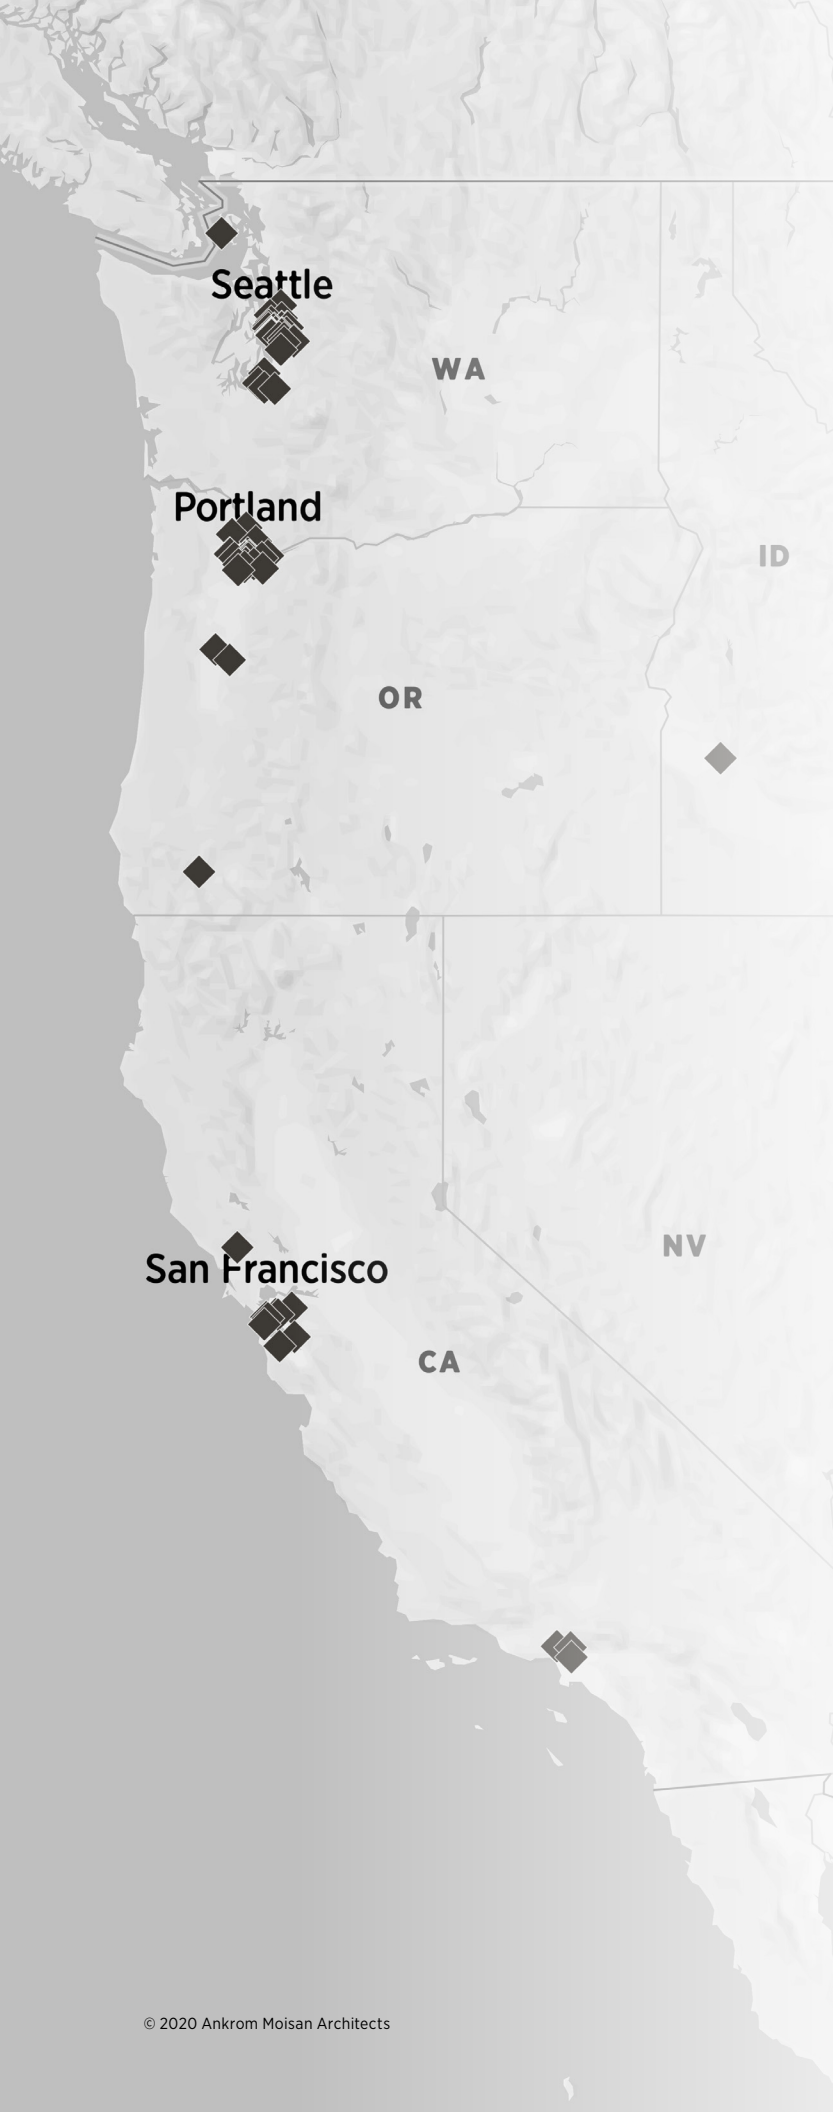 Seattle
WA
Portland
ID
OR
NV
San Francisco
CA
© 2020 Ankrom Moisan Architects